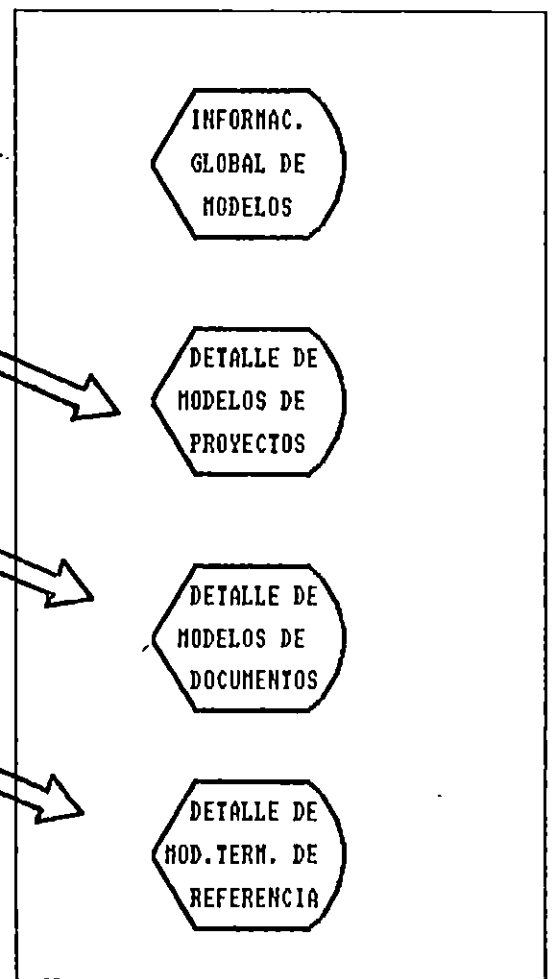 INFORMAC.
GLOBAL DE
MODELOS
DETALLE DE
MODELOS DE
PROYECTOS
DETALLE DE
MODELOS DE
DOCUMENTOS
DETALLE DE
MOD.TERM. DE
REFERENCIA